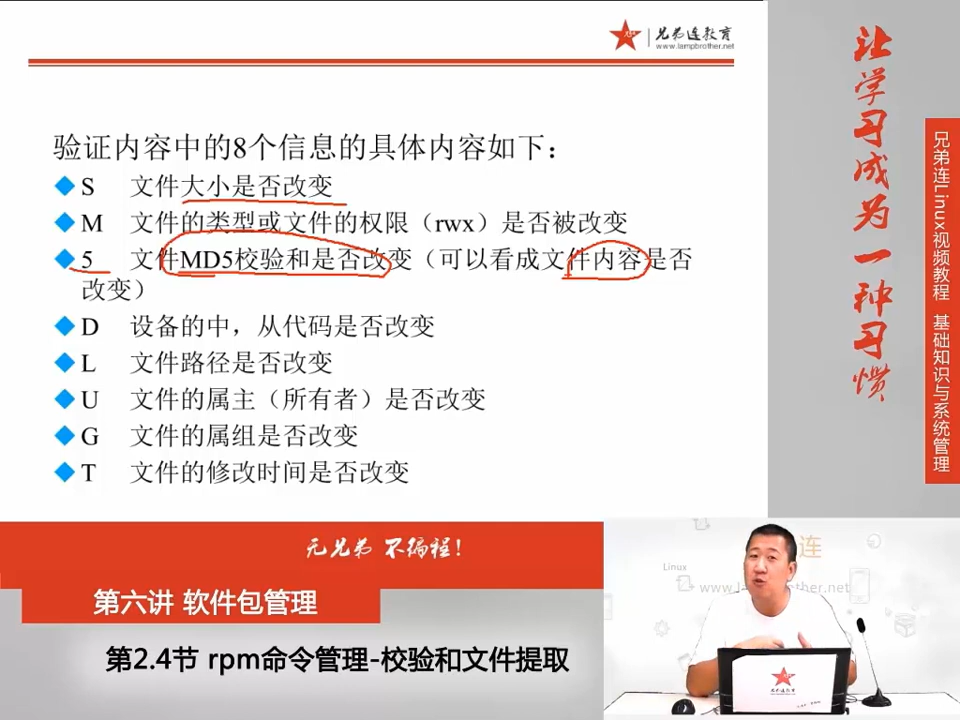 兄弟连教育
www.lampbrother.net
验证内容中的8个信息的具体内容如下：
S 文件大小是否改变
M 文件的类型或文件的权限（rwx）是否被改变
5 文件MD5校验和是否改变（可以看成文件内容是否
改变）
D 设备的中，从代码是否改变
L 文件路径是否改变
U 文件的属主（所有者）是否改变
G 文件的属组是否改变
T 文件的修改时间是否改变
让学习成为一种习惯
兄弟连Linux视频教程 基础知识与系统管理
无兄弟 不编程！
第六讲 软件包管理
第2.4节 rpm命令管理-校验和文件提取
连
Linux
兄弟连教育